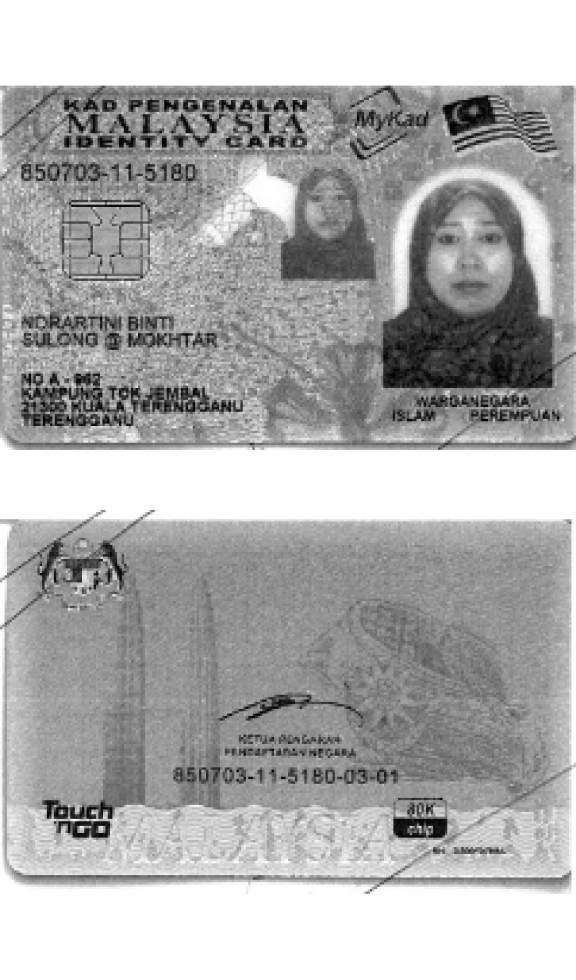 KAD PENGENALAN
MALAYSIA
IDENTITY CARD
MyKad
850703-11-5180
NORARTINI BINTI
SULONG @ MOKHTAR
NO A - 962
KAMPUNG TOK JEMBAL
21300 KUALA TERENGGANU
TERENGGANU
WARGANEGARA
ISLAM PEREMPUAN
KETUA PENGARAH
PENDAFTARAN NEGARA
850703-11-5180-03-01
Touch
'nGO
80K
chip
MALAYSIA